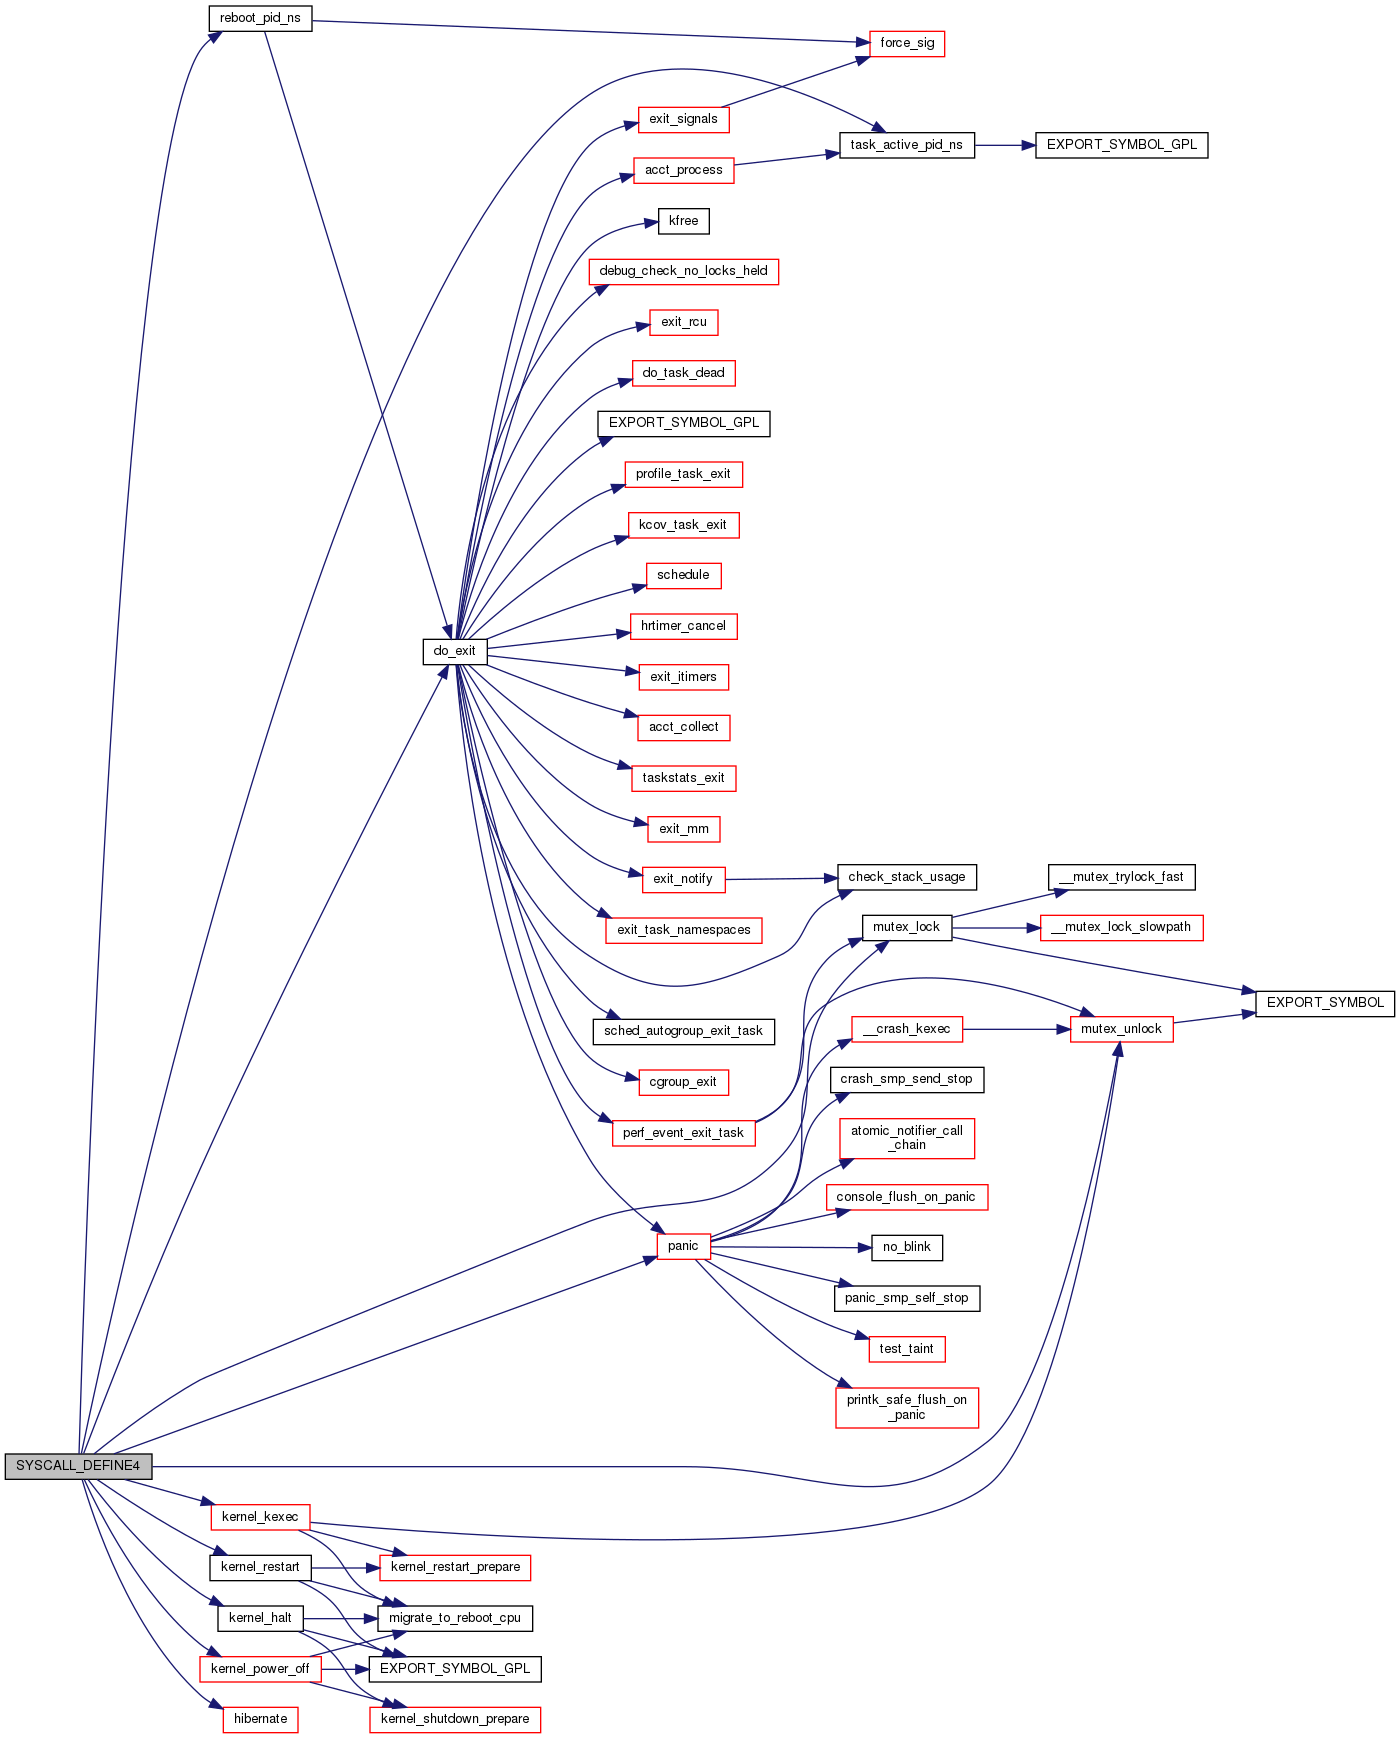 reboot_pid_ns
force_sig
exit_signals
task_active_pid_ns
EXPORT_SYMBOL_GPL
acct_process
kfree
debug_check_no_locks_held
exit_rcu
do_task_dead
EXPORT_SYMBOL_GPL
profile_task_exit
kcov_task_exit
schedule
hrtimer_cancel
do_exit
exit_itimers
acct_collect
taskstats_exit
exit_mm
exit_notify
check_stack_usage
__mutex_trylock_fast
exit_task_namespaces
mutex_lock
__mutex_lock_slowpath
EXPORT_SYMBOL
sched_autogroup_exit_task
__crash_kexec
mutex_unlock
cgroup_exit
crash_smp_send_stop
perf_event_exit_task
atomic_notifier_call
_chain
console_flush_on_panic
panic
no_blink
panic_smp_self_stop
test_taint
printk_safe_flush_on
_panic
SYSCALL_DEFINE4
kernel_kexec
kernel_restart
kernel_restart_prepare
kernel_halt
migrate_to_reboot_cpu
kernel_power_off
EXPORT_SYMBOL_GPL
hibernate
kernel_shutdown_prepare